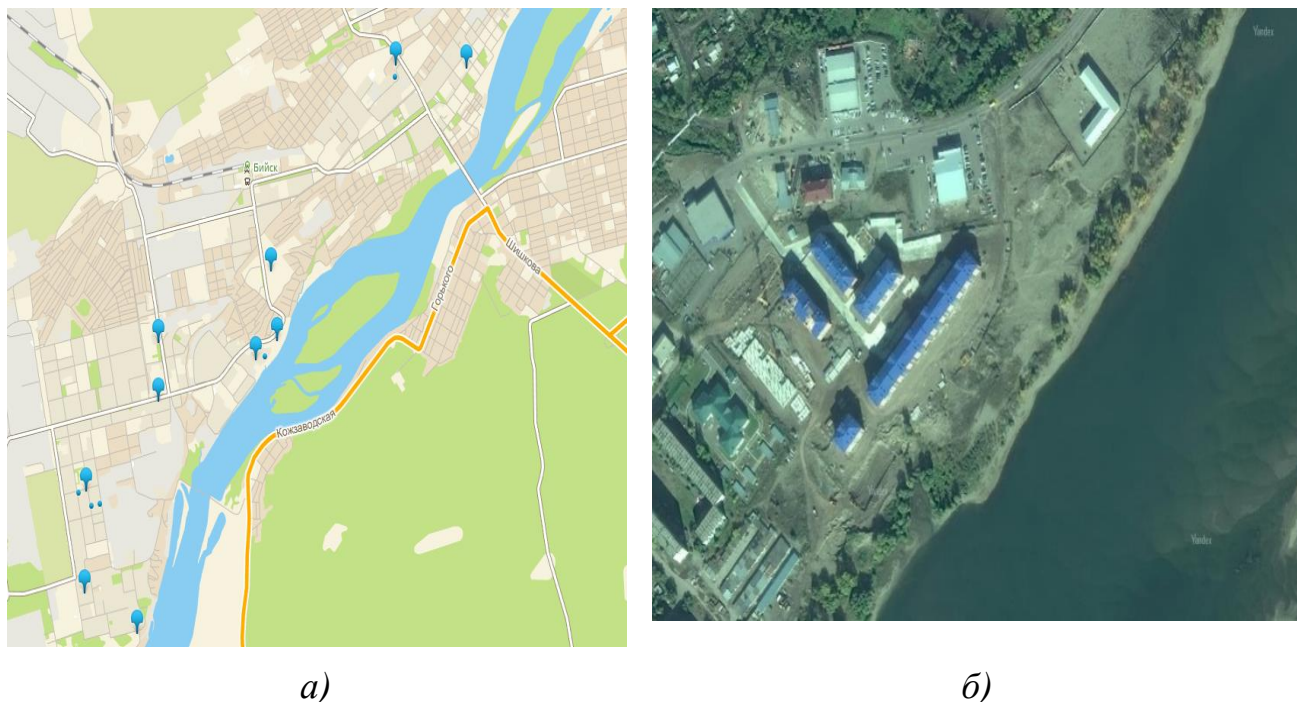 Бийск
Горького
Шишкова
Кожзаводская
Yandex
Yandex
а)
б)